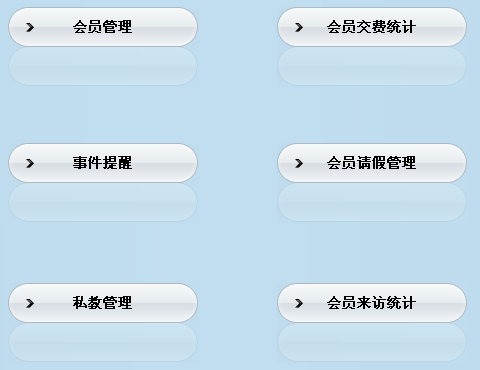 会员管理
会员交费统计
事件提醒
会员请假管理
私教管理
会员来访统计